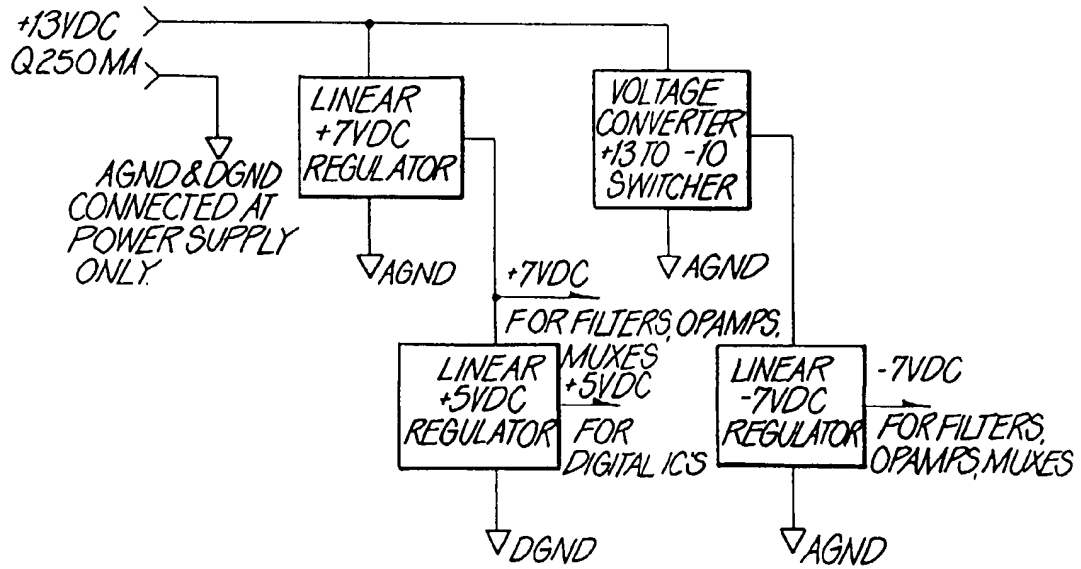 +13VDC
Q250MA
AGND & DGND
CONNECTED AT
POWER SUPPLY
ONLY.
LINEAR
+7VDC
REGULATOR
AGND
VOLTAGE
CONVERTER
+13 TO -10
SWITCHER
AGND
+7VDC
FOR FILTERS, OPAMPS,
MUXES
LINEAR
+5VDC
REGULATOR
+5VDC
FOR
DIGITAL IC'S
DGND
LINEAR
-7VDC
REGULATOR
-7VDC
FOR FILTERS,
OPAMPS, MUXES
AGND